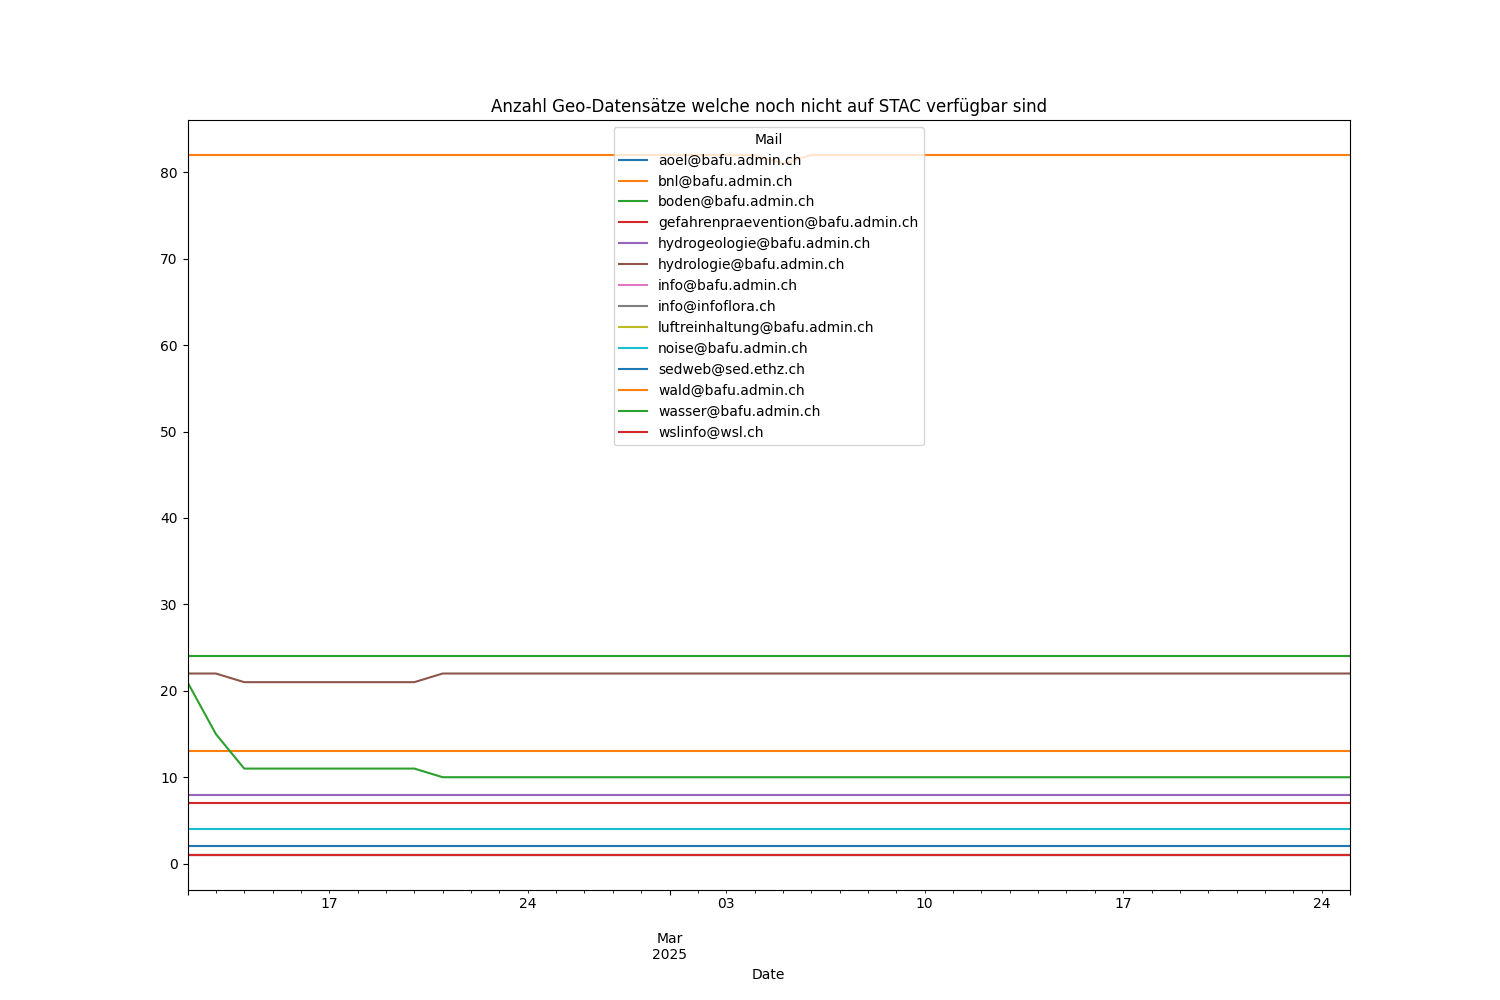 Anzahl Geo-Datensätze welche noch nicht auf STAC verfügbar sind
Mail
aoel@bafu.admin.ch
bnl@bafu.admin.ch
boden@bafu.admin.ch
gefahrenpraevention@bafu.admin.ch
hydrogeologie@bafu.admin.ch
hydrologie@bafu.admin.ch
info@bafu.admin.ch
info@infoflora.ch
luftreinhaltung@bafu.admin.ch
noise@bafu.admin.ch
sedweb@sed.ethz.ch
wald@bafu.admin.ch
wasser@bafu.admin.ch
wslinfo@wsl.ch
80
70
60
50
40
30
20
10
0
17 24 03 10 17 24
Mar
2025
Date